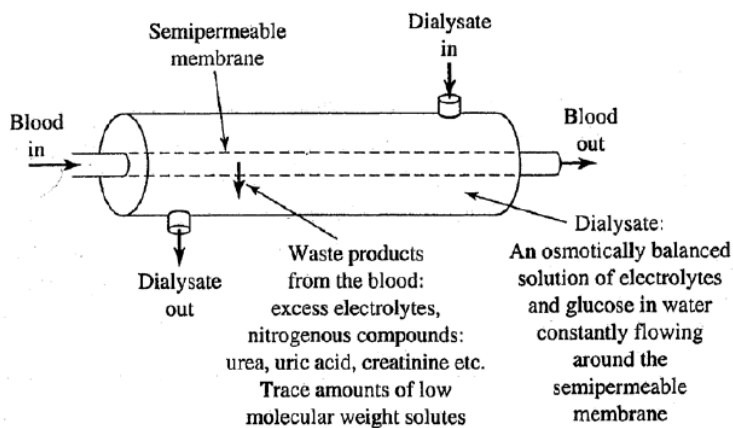 Semipermeable
membrane
Dialysate
in
Blood
in
Blood
out
Dialysate
out
Waste products
from the blood:
excess electrolytes,
nitrogenous compounds:
urea, uric acid, creatinine etc.
Trace amounts of low
molecular weight solutes
Dialysate:
An osmotically balanced
solution of electrolytes
and glucose in water
constantly flowing
around the
semipermeable
membrane